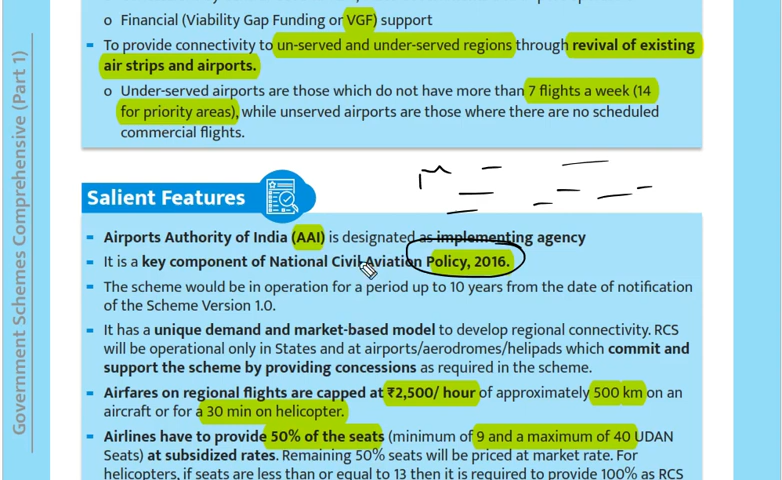 o Financial (Viability Gap Funding or VGF) support
- To provide connectivity to un-served and under-served regions through revival of existing
air strips and airports.
o Under-served airports are those which do not have more than 7 flights a week (14
for priority areas), while unserved airports are those where there are no scheduled
commercial flights.
Salient Features
- Airports Authority of India (AAI) is designated as implementing agency
- It is a key component of National Civil Aviation Policy, 2016.
- The scheme would be in operation for a period up to 10 years from the date of notification
of the Scheme Version 1.0.
- It has a unique demand and market-based model to develop regional connectivity. RCS
will be operational only in States and at airports/aerodromes/helipads which commit and
support the scheme by providing concessions as required in the scheme.
- Airfares on regional flights are capped at ₹2,500/ hour of approximately 500 km on an
aircraft or for a 30 min on helicopter.
- Airlines have to provide 50% of the seats (minimum of 9 and a maximum of 40 UDAN
Seats) at subsidized rates. Remaining 50% seats will be priced at market rate. For
helicopters, if seats are less than or equal to 13 then it is required to provide 100% as RCS
Government Schemes Comprehensive (Part 1)